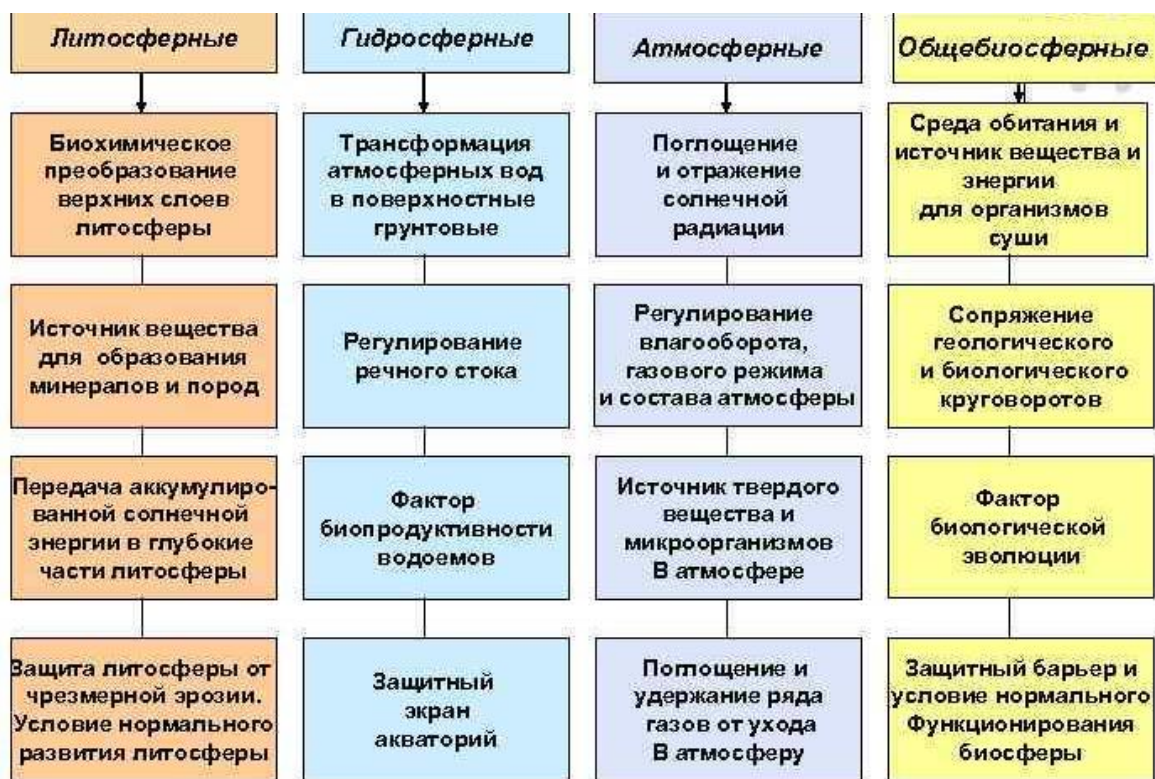 Литосферные
Биохимическое
преобразование
верхних слоев
литосферы
Источник вещества
для образования
минералов и пород
Передача аккумулиро-
ванной солнечной
энергии в глубокие
части литосферы
Защита литосферы от
чрезмерной эрозии.
Условие нормального
развития литосферы
Гидросферные
Трансформация
атмосферных вод
в поверхностные
грунтовые
Регулирование
речного стока
Фактор
биопродуктивности
водоемов
Защитный
экран
акваторий
Атмосферные
Поглощение
и отражение
солнечной
радиации
Регулирование
влагооборота,
газового режима
и состава атмосферы
Источник твердого
вещества и
микроорганизмов
В атмосфере
Поглощение и
удержание ряда
газов от ухода
В атмосферу
Общебиосферные
Среда обитания и
источник вещества и
энергии
для организмов
суши
Сопряжение
геологического
и биологического
круговоротов
Фактор
биологической
эволюции
Защитный барьер и
условие нормального
Функционирования
биосферы